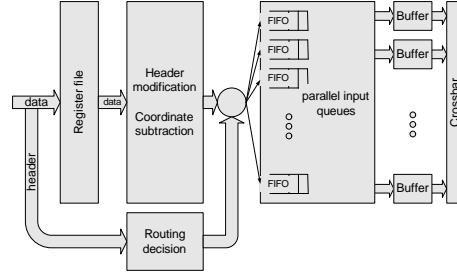 data
header
Register file
data
Header
modification
Coordinate
subtraction
Routing
decision
FIFO
FIFO
FIFO
parallel input
queues
FIFO
Buffer
Buffer
Buffer
Crossbar